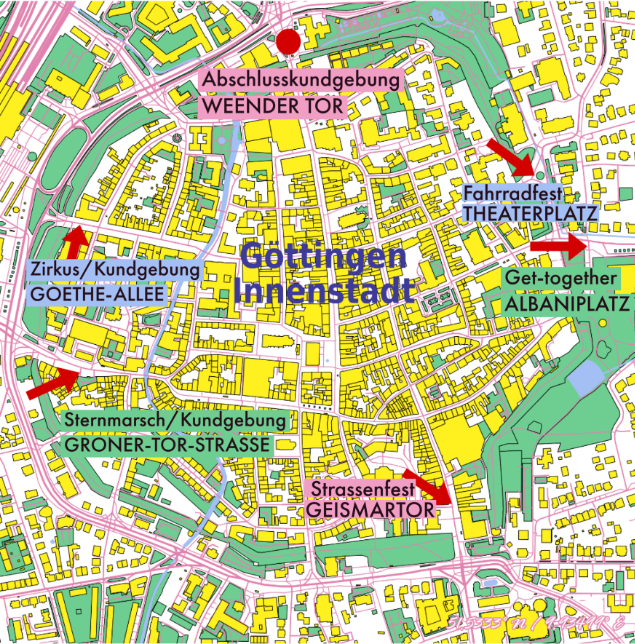 Abschlusskundgebung
WEENDER TOR
Fahrradfest
THEATERPLATZ
Göttingen
Innenstadt
Zirkus/Kundgebung
GOETHE-ALLEE
Get-together
ALBANIPLATZ
Sternmarsch/Kundgebung
GRONER-TOR-STRASSE
Strassenfest
GEISMARTOR